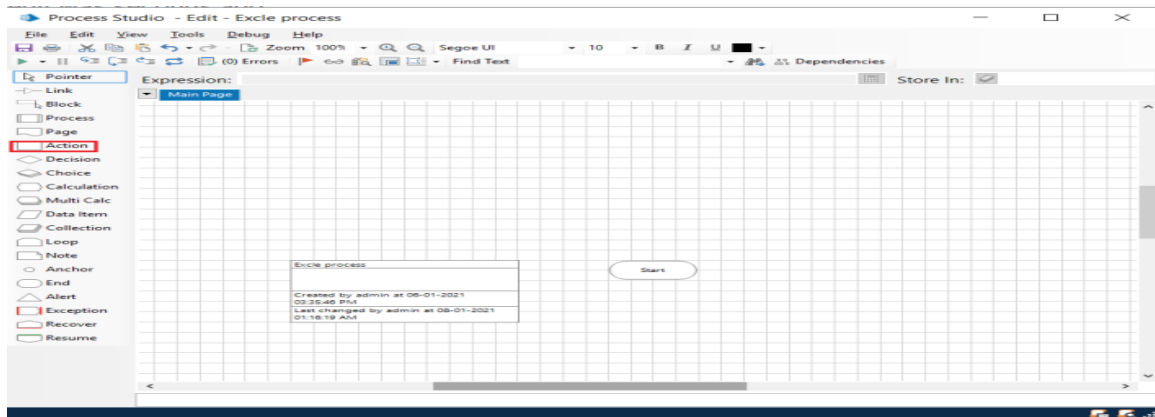 Process Studio - Edit - Excle process
File Edit View Tools Debug Help
Zoom 100% Segoe UI 10 B I U
(0) Errors Find Text Dependencies
Pointer
Expression: Store In:
Link
Main Page
Block
Process
Page
Action
Decision
Choice
Calculation
Multi Calc
Data Item
Collection
Loop
Note
Anchor
End
Alert
Exception
Recover
Resume
Excle process
Created by admin at 06-01-2021
03:35:46 PM
Last changed by admin at 08-01-2021
01:16:19 AM
Start